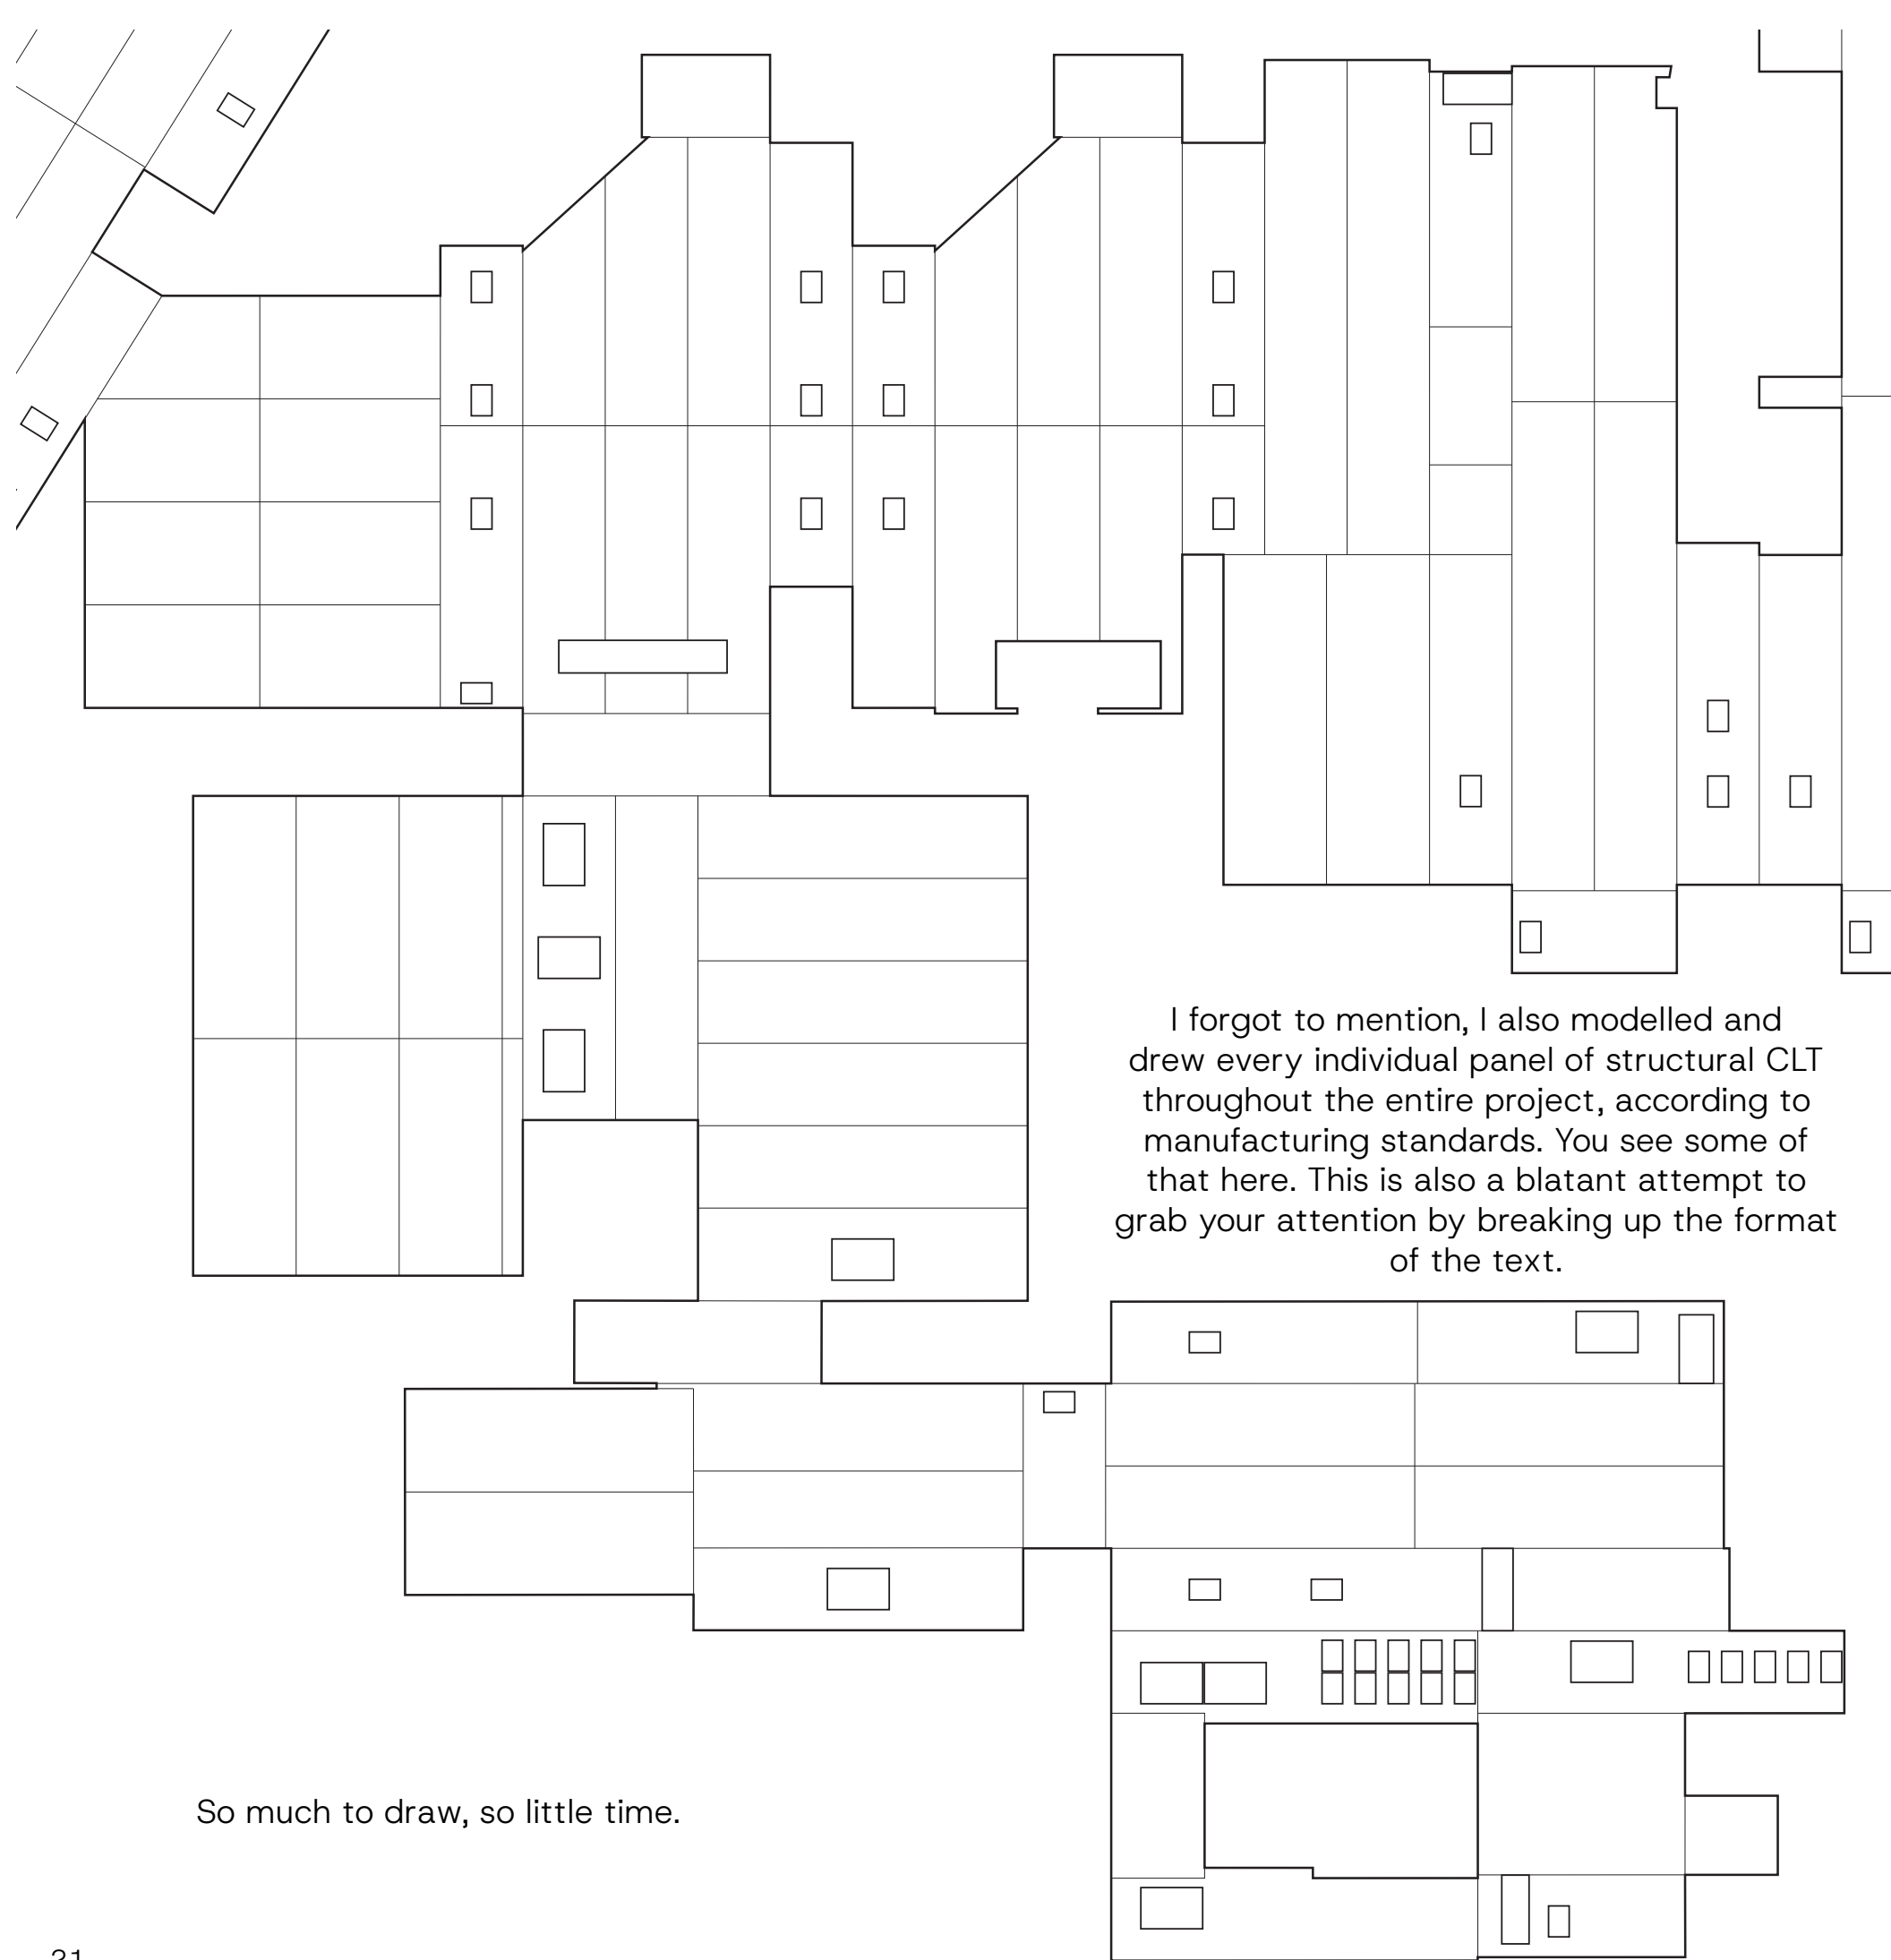 I forgot to mention, I also modelled and
drew every individual panel of structural CLT
throughout the entire project, according to
manufacturing standards. You see some of
that here. This is also a blatant attempt to
grab your attention by breaking up the format
of the text.
So much to draw, so little time.